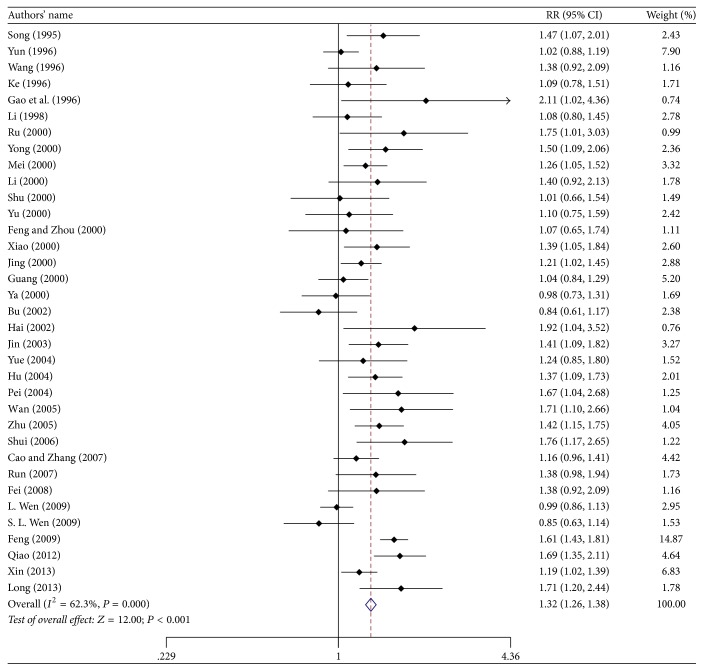 Authors' name RR (95% CI) Weight (%)
Song (1995) 1.47 (1.07, 2.01) 2.43
Yun (1996) 1.02 (0.88, 1.19) 7.90
Wang (1996) 1.38 (0.92, 2.09) 1.16
Ke (1996) 1.09 (0.78, 1.51) 1.71
Gao et al. (1996) 2.11 (1.02, 4.36) 0.74
Li (1998) 1.08 (0.80, 1.45) 2.78
Ru (2000) 1.75 (1.01, 3.03) 0.99
Yong (2000) 1.50 (1.09, 2.06) 2.36
Mei (2000) 1.26 (1.05, 1.52) 3.32
Li (2000) 1.40 (0.92, 2.13) 1.78
Shu (2000) 1.01 (0.66, 1.54) 1.49
Yu (2000) 1.10 (0.75, 1.59) 2.42
Feng and Zhou (2000) 1.07 (0.65, 1.74) 1.11
Xiao (2000) 1.39 (1.05, 1.84) 2.60
Jing (2000) 1.21 (1.02, 1.45) 2.88
Guang (2000) 1.04 (0.84, 1.29) 5.20
Ya (2000) 0.98 (0.73, 1.31) 1.69
Bu (2002) 0.84 (0.61, 1.17) 2.38
Hai (2002) 1.92 (1.04, 3.52) 0.76
Jin (2003) 1.41 (1.09, 1.82) 3.27
Yue (2004) 1.24 (0.85, 1.80) 1.52
Hu (2004) 1.37 (1.09, 1.73) 2.01
Pei (2004) 1.67 (1.04, 2.68) 1.25
Wan (2005) 1.71 (1.10, 2.66) 1.04
Zhu (2005) 1.42 (1.15, 1.75) 4.05
Shui (2006) 1.76 (1.17, 2.65) 1.22
Cao and Zhang (2007) 1.16 (0.96, 1.41) 4.42
Run (2007) 1.38 (0.98, 1.94) 1.73
Fei (2008) 1.38 (0.92, 2.09) 1.16
L. Wen (2009) 0.99 (0.86, 1.13) 2.95
S. L. Wen (2009) 0.85 (0.63, 1.14) 1.53
Feng (2009) 1.61 (1.43, 1.81) 14.87
Qiao (2012) 1.69 (1.35, 2.11) 4.64
Xin (2013) 1.19 (1.02, 1.39) 6.83
Long (2013) 1.71 (1.20, 2.44) 1.78
Overall (I² = 62.3%, P = 0.000) 1.32 (1.26, 1.38) 100.00
Test of overall effect: Z = 12.00; P < 0.001
.229 1 4.36